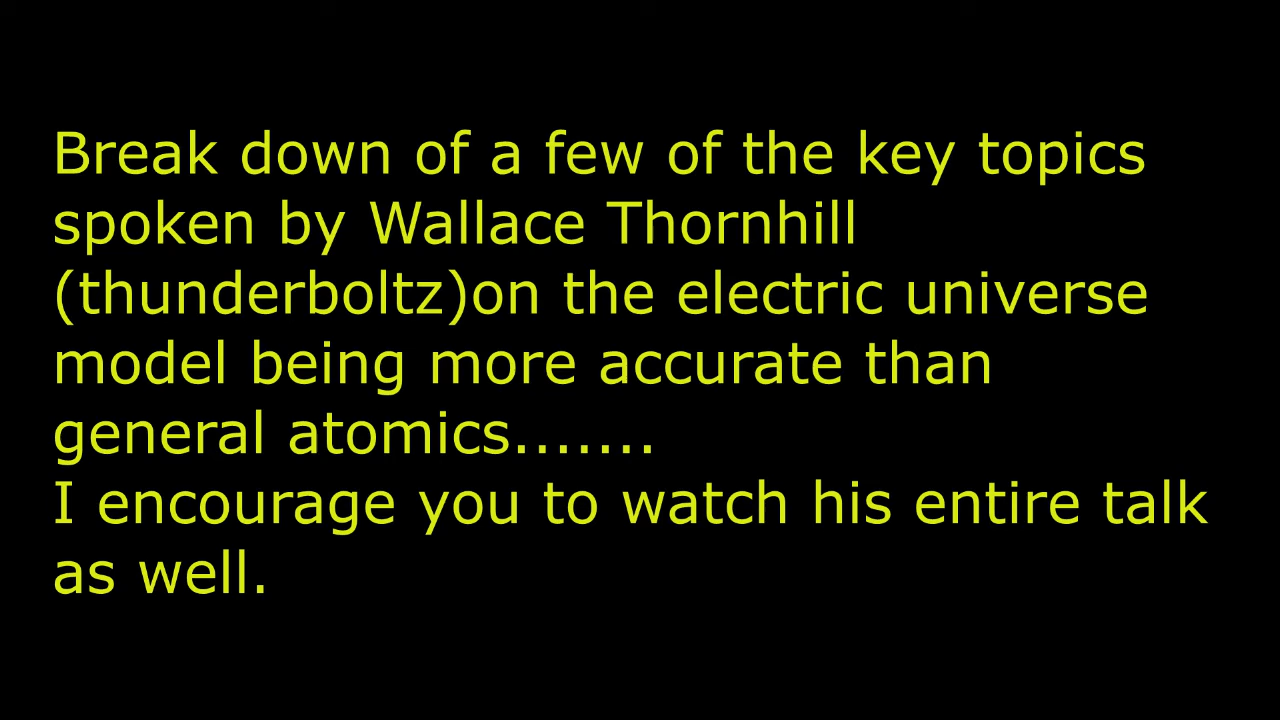 Break down of a few of the key topics
spoken by Wallace Thornhill
(thunderboltz)on the electric universe
model being more accurate than
general atomics.......
I encourage you to watch his entire talk
as well.